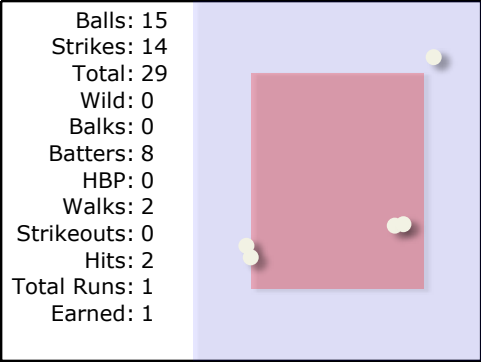 Balls: 15
Strikes: 14
Total: 29
Wild: 0
Balks: 0
Batters: 8
HBP: 0
Walks: 2
Strikeouts: 0
Hits: 2
Total Runs: 1
Earned: 1